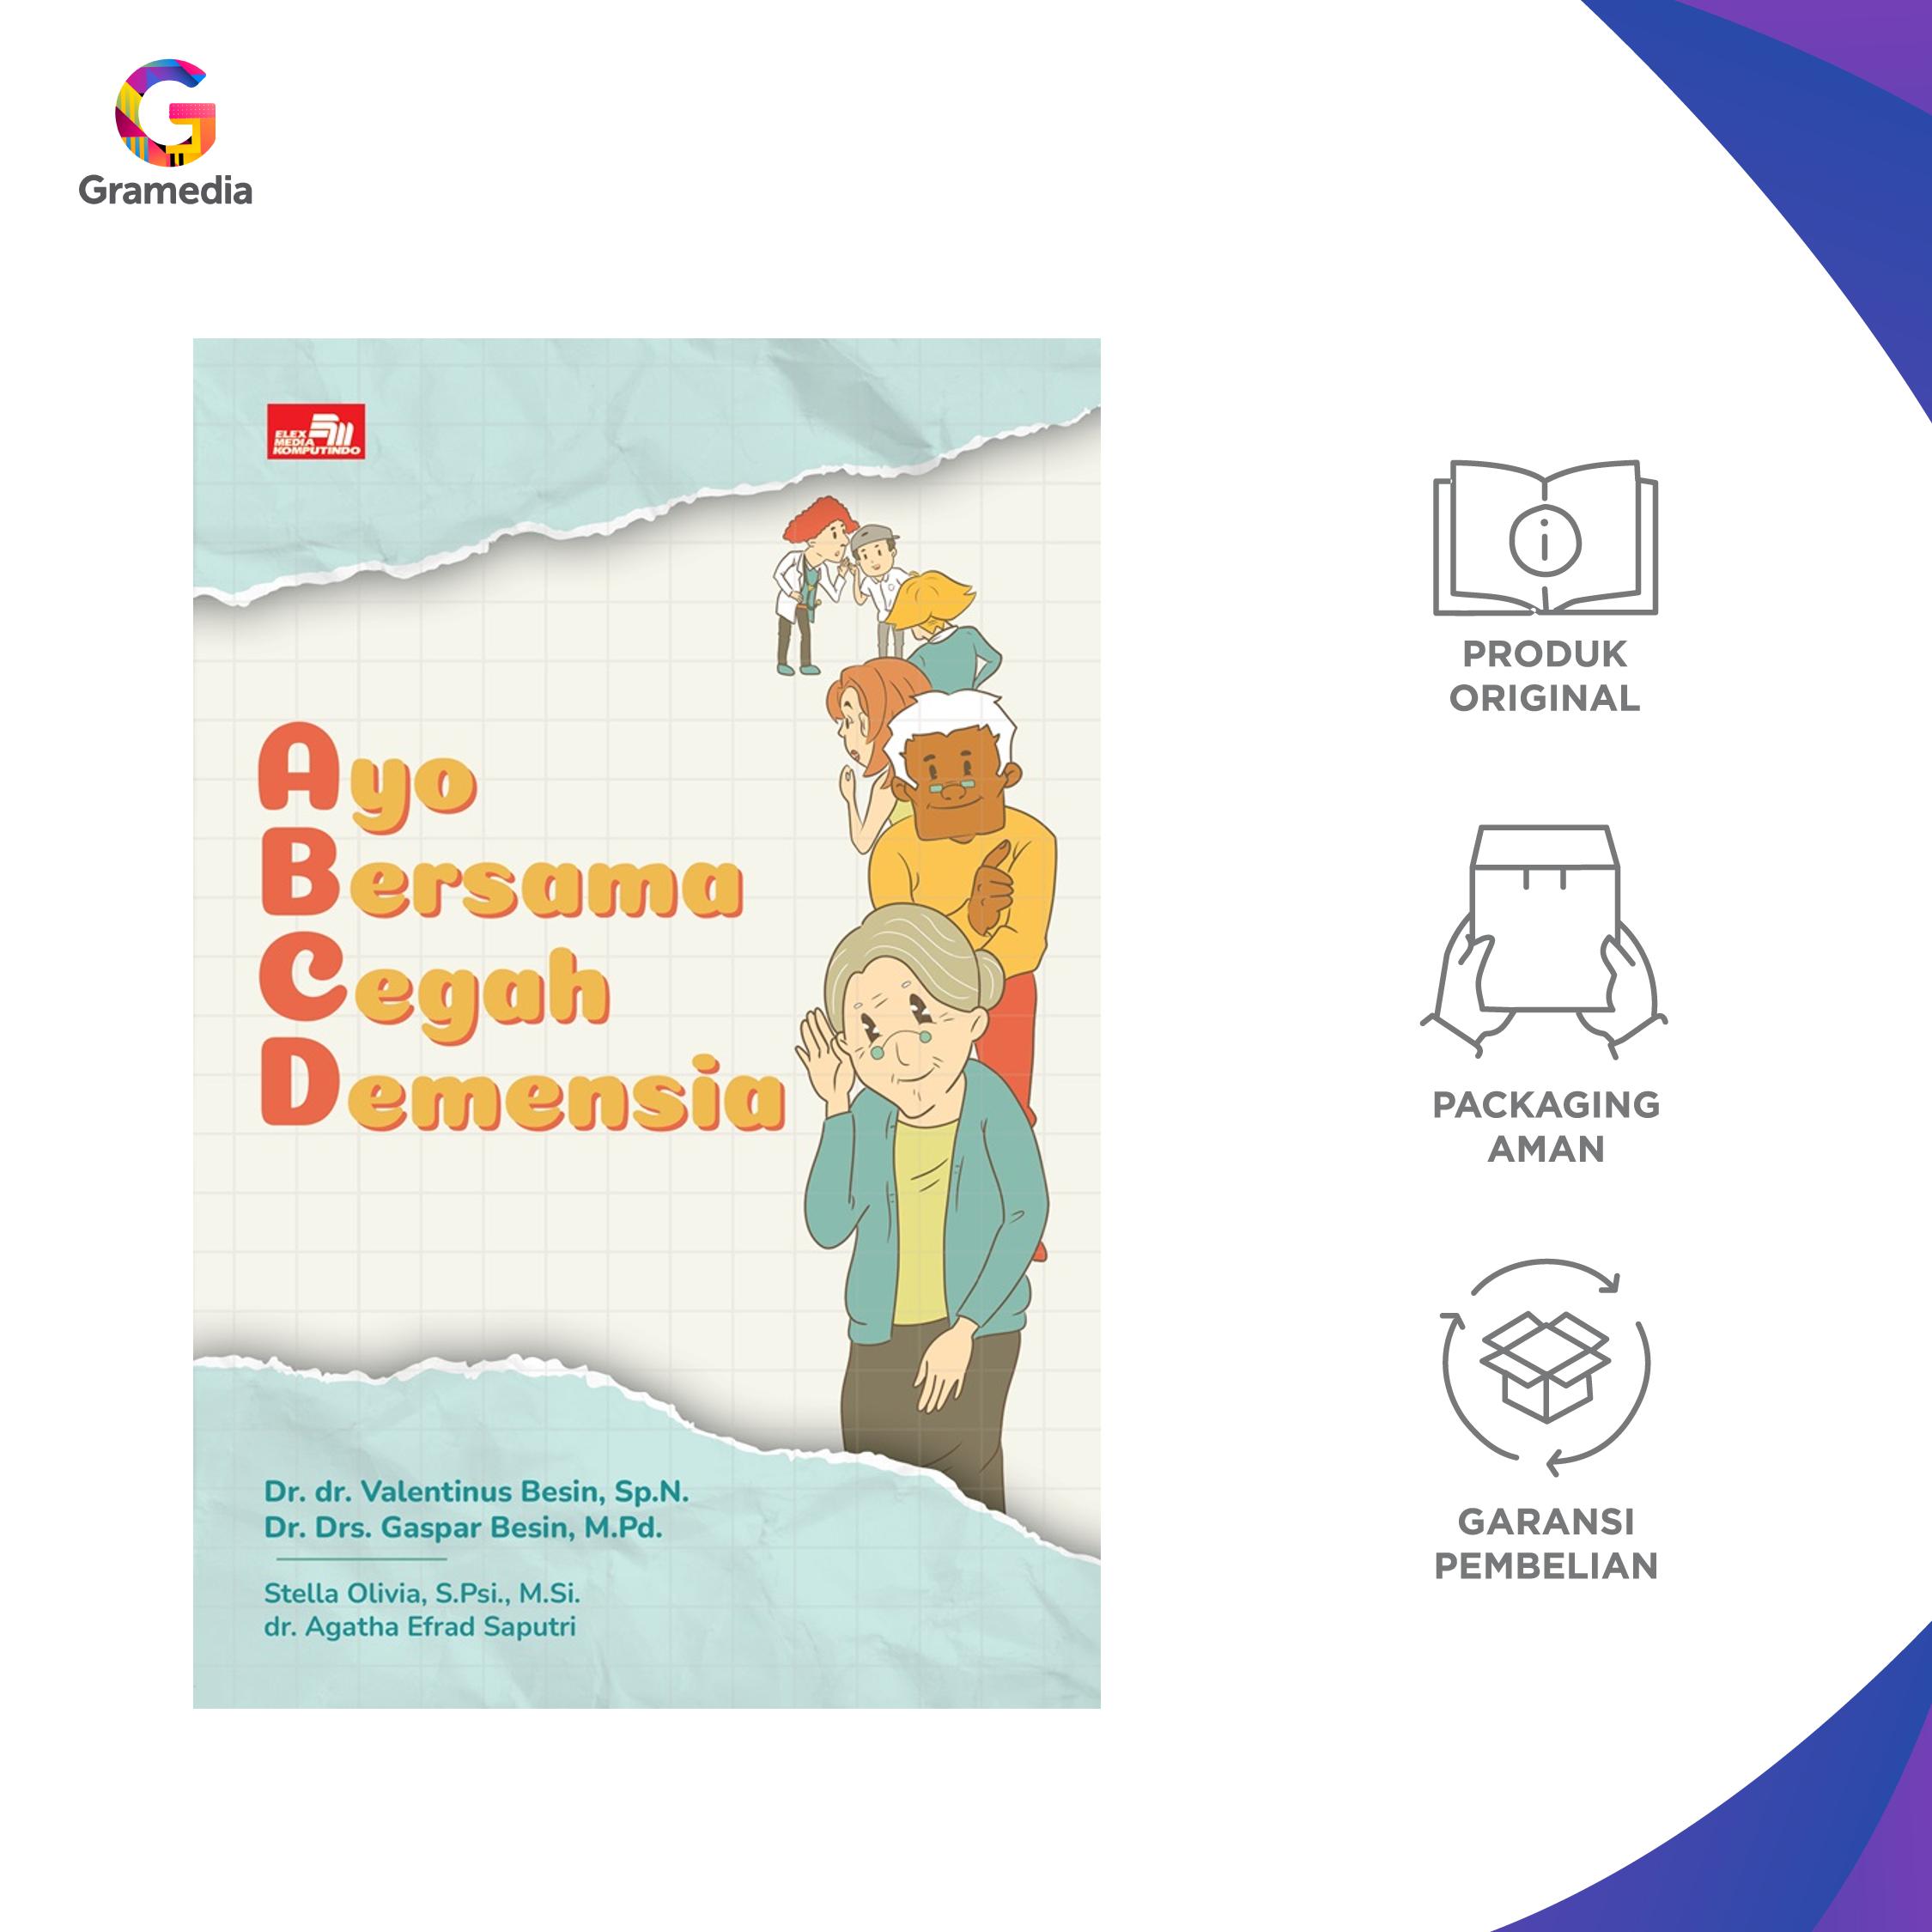 Gramedia
ELEX
MEDIA
KOMPUTINDO
Ayo
Bersama
Cegah
Demensia
Dr. dr. Valentinus Besin, Sp.N.
Dr. Drs. Gaspar Besin, M.Pd.
Stella Olivia, S.Psi., M.Si.
dr. Agatha Efrad Saputri
PRODUK
ORIGINAL
PACKAGING
AMAN
GARANSI
PEMBELIAN